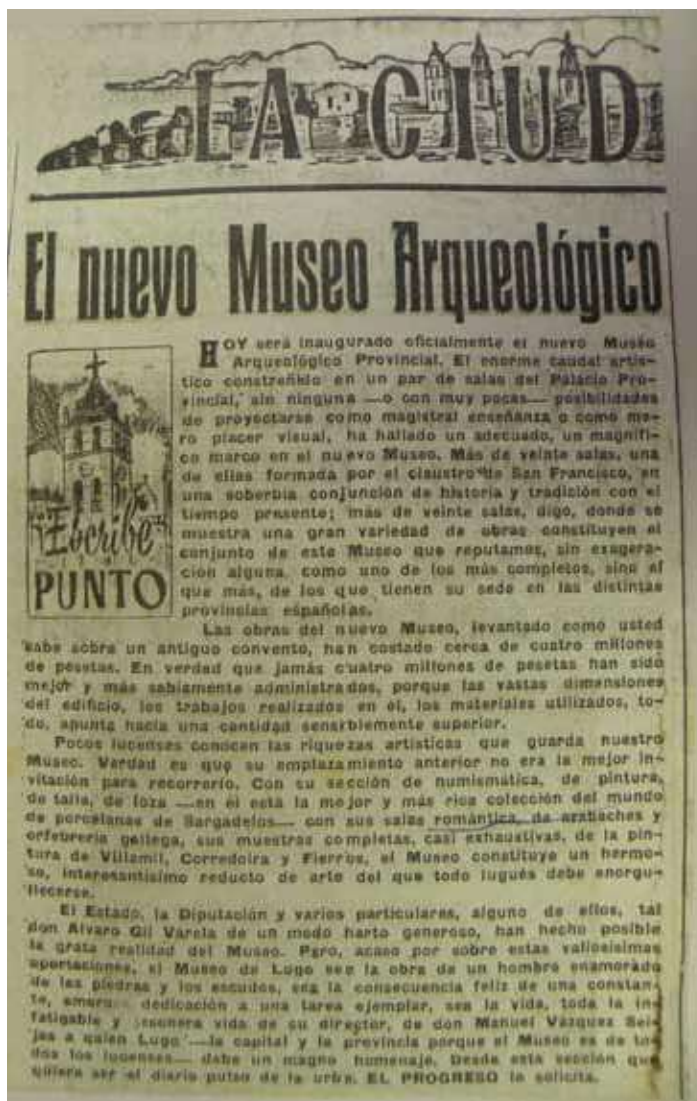 LA CIUD
El nuevo Museo Arqueológico
"Escribe"
PUNTO
HOY será inaugurado oficialmente el nuevo Museo
Arqueológico Provincial. El enorme caudal artís-
tico constreñido en un par de salas del Palacio Pro-
vincial, sin ninguna —o con muy pocas— posibilidades
de proyectarse como magistral enseñanza o como me-
ro placer visual, ha hallado un adecuado, un magnífi-
co marco en el nuevo Museo. Más de veinte salas, una
de ellas formada por el claustro de San Francisco, en
una soberbia conjunción de historia y tradición con el
tiempo presente; más de veinte salas, digo, donde se
muestra una gran variedad de obras constituyen el
conjunto de este Museo que reputamos, sin exagera-
ción alguna, como uno de los más completos, sino el
que más, de los que tienen su sede en las distintas
provincias españolas.
Las obras del nuevo Museo, levantado como usted
sabe sobre un antiguo convento, han costado cerca de cuatro millones
de pesetas. En verdad que jamás cuatro millones de pesetas han sido
mejor y más sabiamente administrados, porque las vastas dimensiones
del edificio, los trabajos realizados en él, los materiales utilizados, to-
do, apunta hacia una cantidad sensiblemente superior.
Pocos lucenses conocen las riquezas artísticas que guarda nuestro
Museo. Verdad es que su emplazamiento anterior no era la mejor in-
vitación para recorrerlo. Con su sección de numismática, de pintura,
de talla, de loza —en él está la mejor y más rica colección del mundo
de porcelanas de Sargadelos— con sus salas romántica, de azabaches y
orfebrería gallega, sus muestras completas, casi exhaustivas, de la pin-
tura de Villamil, Corredoira y Fierros, el Museo constituye un hermo-
so, interesantísimo reducto de arte del que todo lugués debe enorgu-
llecerse.
El Estado, la Diputación y varios particulares, alguno de ellos, tal
don Alvaro Gil Varela de un modo harto generoso, han hecho posible
la grata realidad del Museo. Pero, acaso por sobre estas valiosísimas
aportaciones, el Museo de Lugo sea la obra de un hombre enamorado
de las piedras y los escudos, sea la consecuencia feliz de una constan-
te, dedicación a una tarea ejemplar, sea la vida, toda la in-
fatigable y vida de su director, de don Manuel Vázquez Sei-
jas a quien Lugo —la capital y la provincia porque el Museo es de to-
dos los lucenses— debe un magno homenaje. Desde esta sección que
quiere ser el diario pulso de la urbe, EL PROGRESO lo solicita.